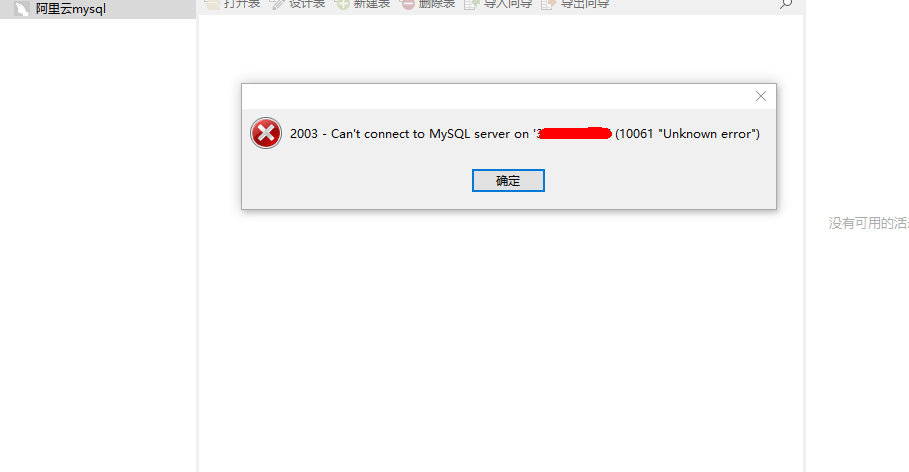 阿里云mysql
打开表 设计表 新建表 删除表 导入向导 导出向导
2003 - Can't connect to MySQL server on '3 (10061 "Unknown error")
确定
没有可用的活